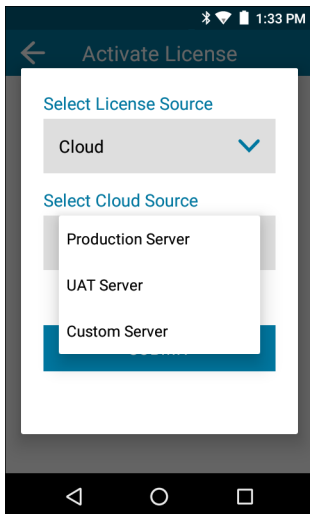 1:33 PM
Activate License
Select License Source
Cloud
Select Cloud Source
Production Server
UAT Server
Custom Server